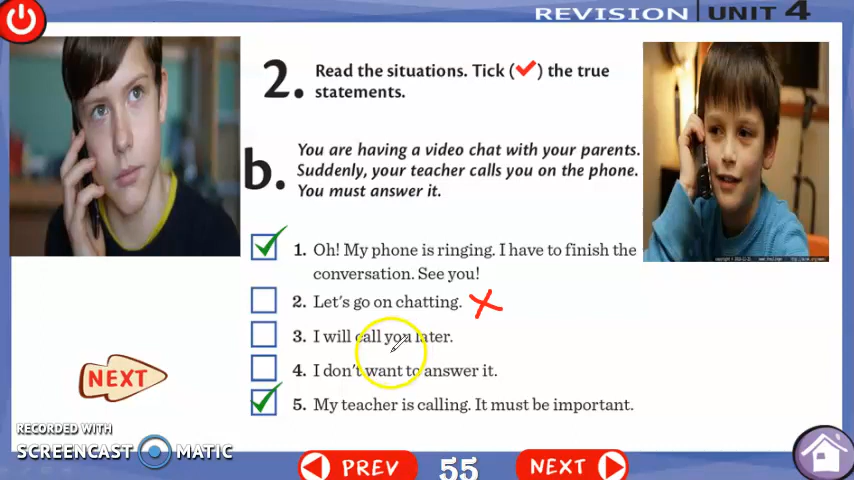 REVISION UNIT 4
2. Read the situations. Tick (✓) the true
statements.
b. You are having a video chat with your parents.
Suddenly, your teacher calls you on the phone.
You must answer it.
1. Oh! My phone is ringing. I have to finish the
conversation. See you!
2. Let's go on chatting.
3. I will call you later.
4. I don't want to answer it.
5. My teacher is calling. It must be important.
NEXT
RECORDED WITH
SCREENCAST MATIC
PREV 55 NEXT